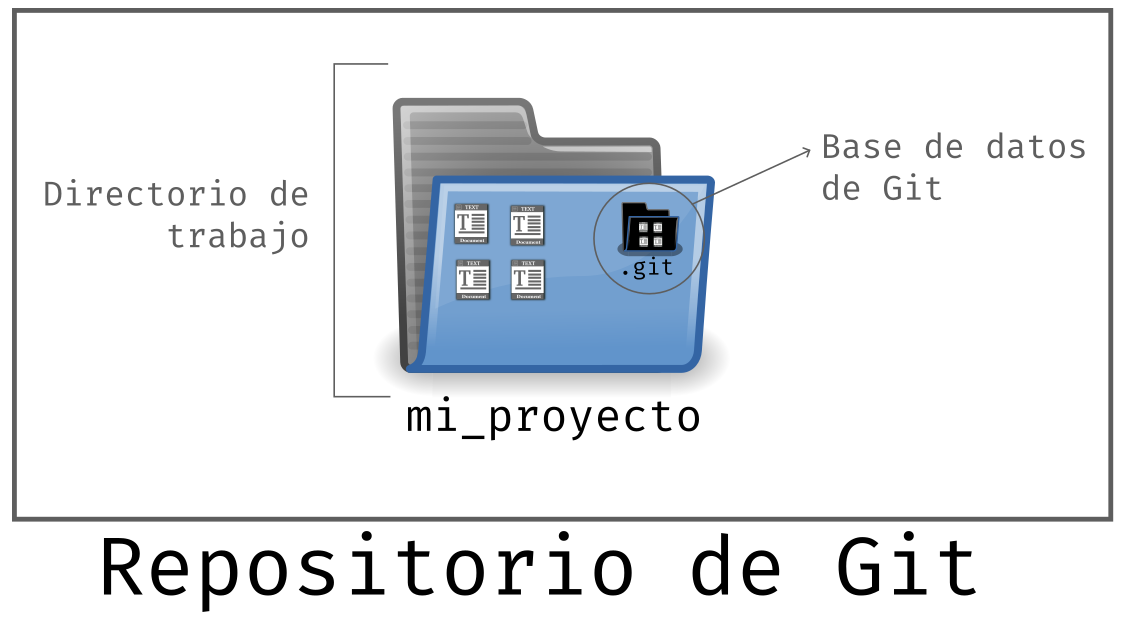 Directorio de
trabajo
Base de datos
de Git
TEXT
T
Document
TEXT
T
Document
TEXT
T
Document
TEXT
T
Document
.git
mi_proyecto
Repositorio de Git